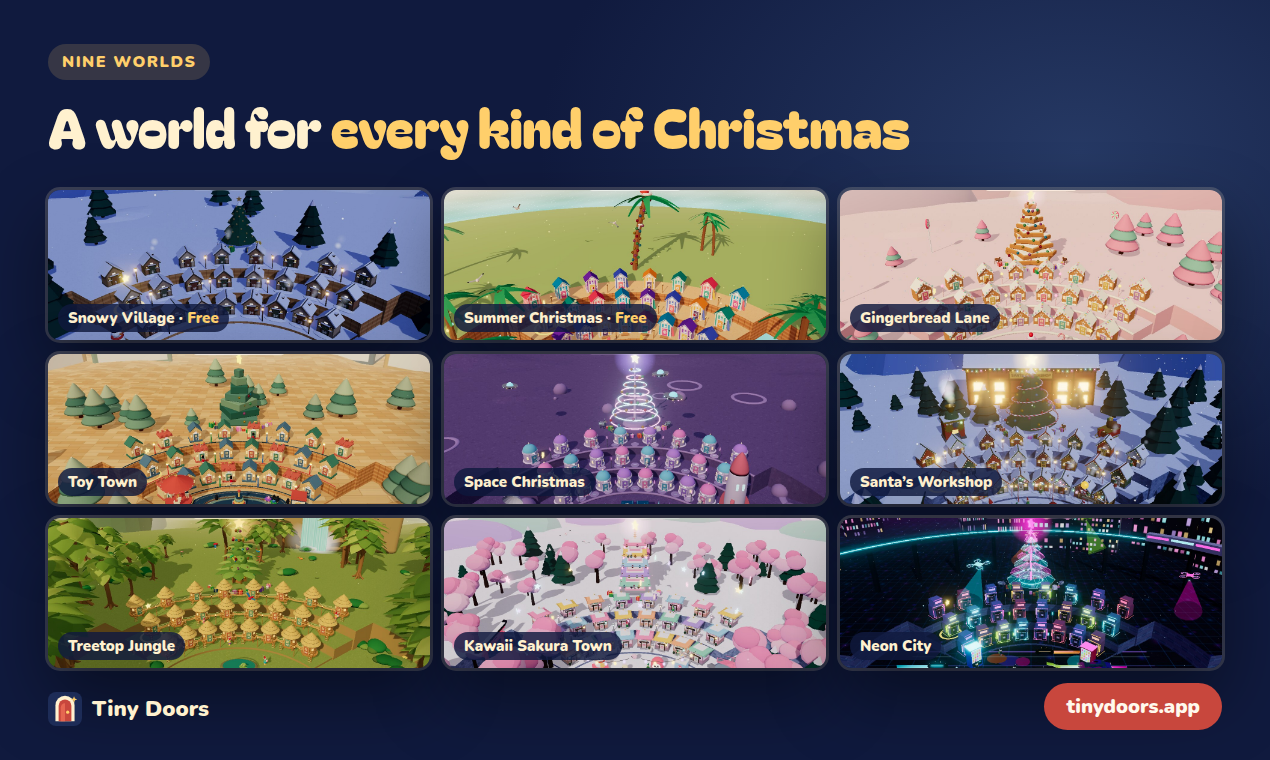 NINE WORLDS
A world for every kind of Christmas
Snowy Village · Free
Summer Christmas · Free
Gingerbread Lane
Toy Town
Space Christmas
Santa's Workshop
Treetop Jungle
Kawaii Sakura Town
Neon City
Tiny Doors
tinydoors.app